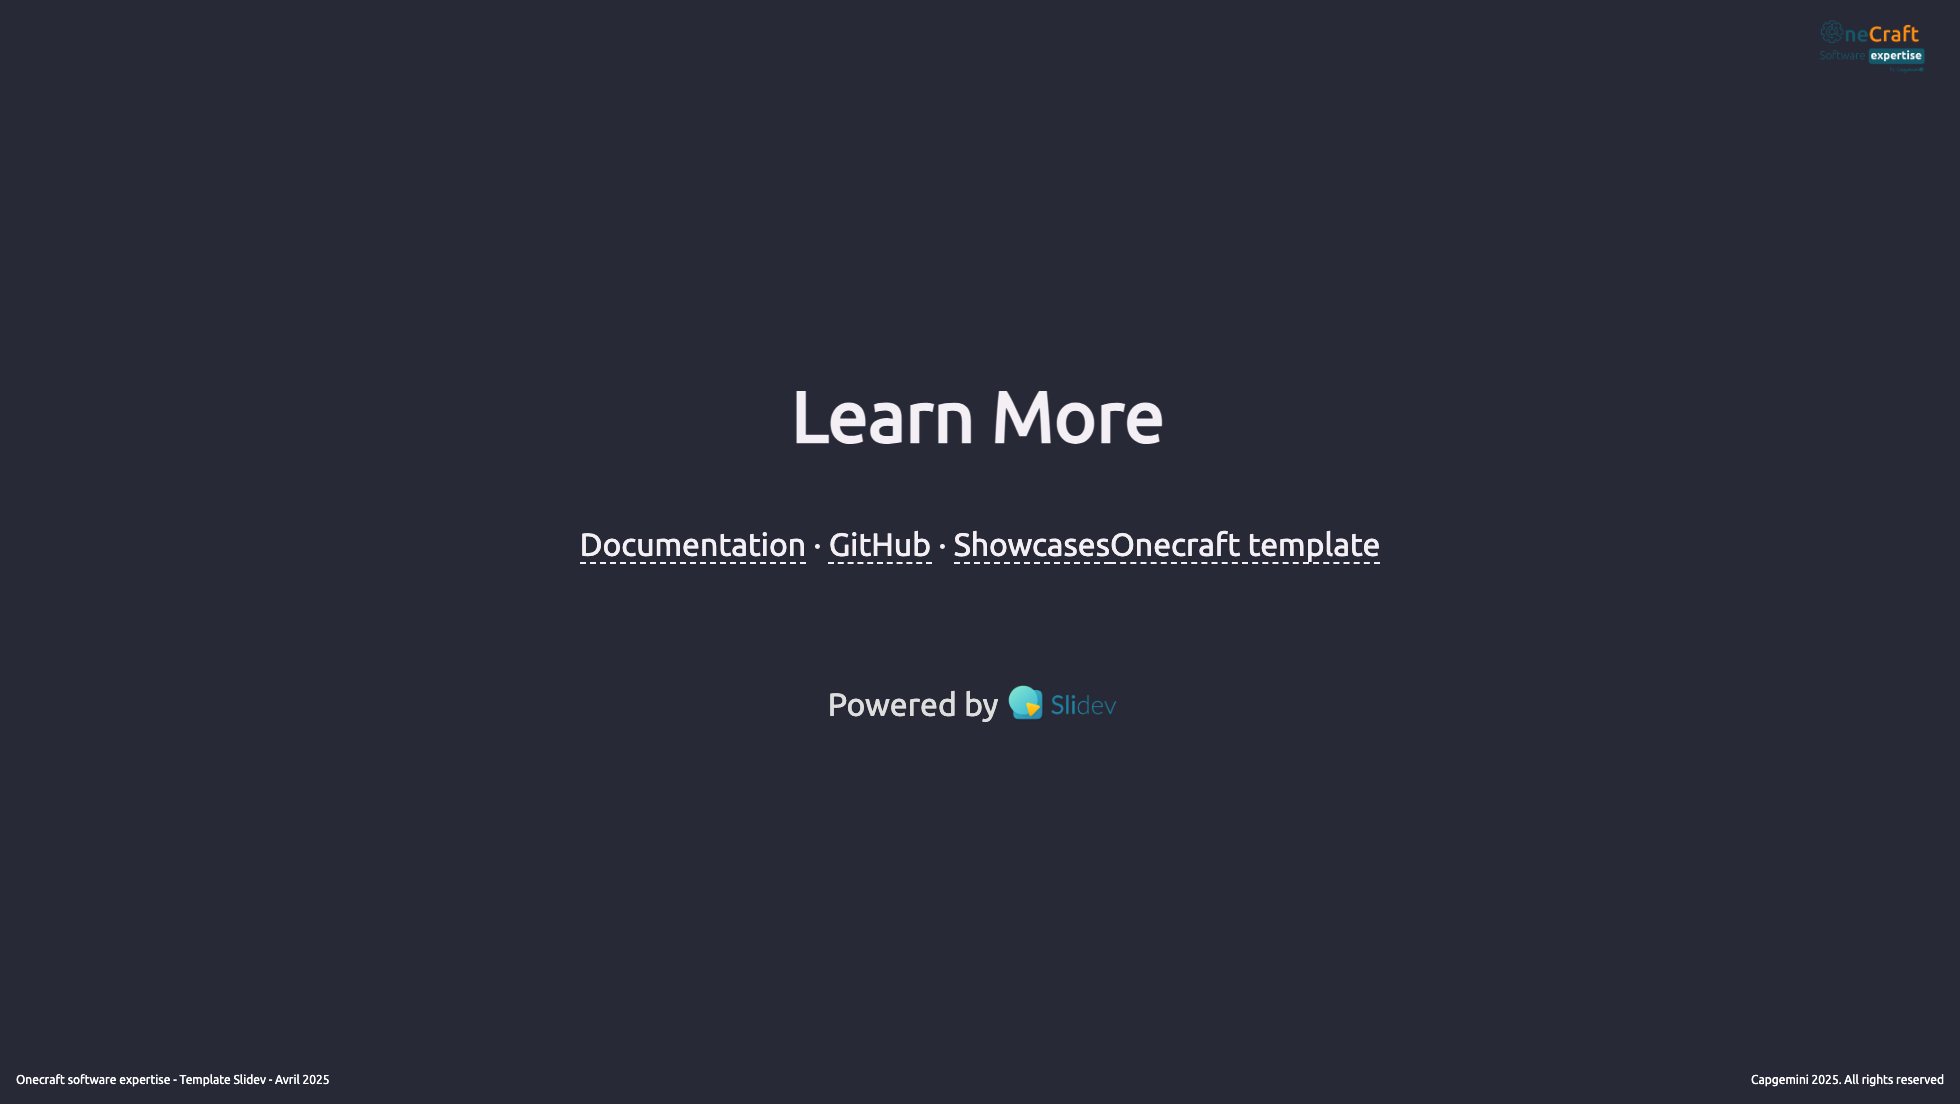 neCraft
Software expertise
Learn More
Documentation · GitHub · ShowcasesOnecraft template
Powered by Slidev
Onecraft software expertise - Template Slidev - Avril 2025
Capgemini 2025. All rights reserved